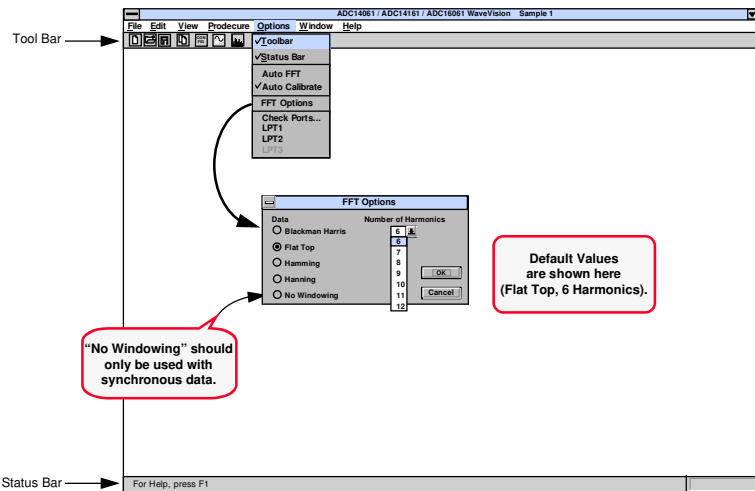 ADC14061 / ADC14161 / ADC16061 WaveVision Sample 1
File Edit View Prodecure Options Window Help
Tool Bar
✓Toolbar
✓Status Bar
Auto FFT
✓Auto Calibrate
FFT Options
Check Ports...
LPT1
LPT2
LPT3
FFT Options
Data
Number of Harmonics
Blackman Harris
Flat Top
Hamming
Hanning
No Windowing
6
6
7
8
9
10
11
12
OK
Cancel
Default Values
are shown here
(Flat Top, 6 Harmonics).
“No Windowing” should
only be used with
synchronous data.
Status Bar
For Help, press F1